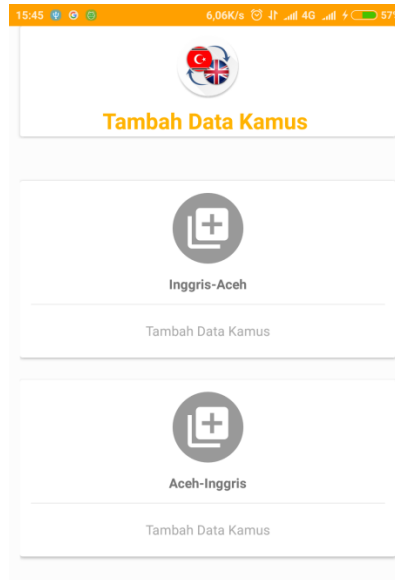 15:45 6,06K/s 4G 57%
Tambah Data Kamus
Inggris-Aceh
Tambah Data Kamus
Aceh-Inggris
Tambah Data Kamus